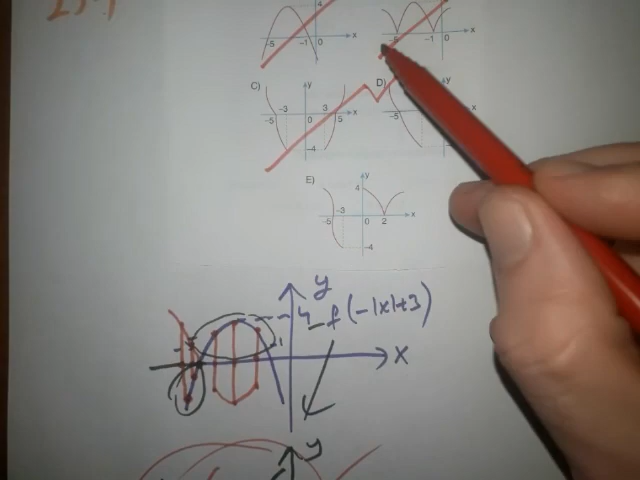 4
-5 -1 0 x
-1 0 x
C) y D) y
-3 3
-5 0 5 x -5 x
-4
E) y
4
-3
-5 0 2 x
-4
y
4 f(-|x|+3)
x
y